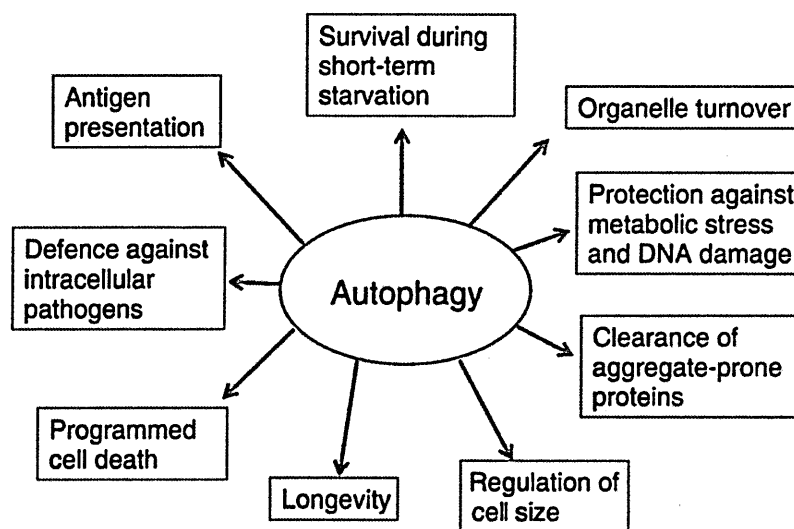 Survival during
short-term
starvation
Organelle turnover
Protection against
metabolic stress
and DNA damage
Clearance of
aggregate-prone
proteins
Regulation of
cell size
Longevity
Programmed
cell death
Defence against
intracellular
pathogens
Antigen
presentation
Autophagy